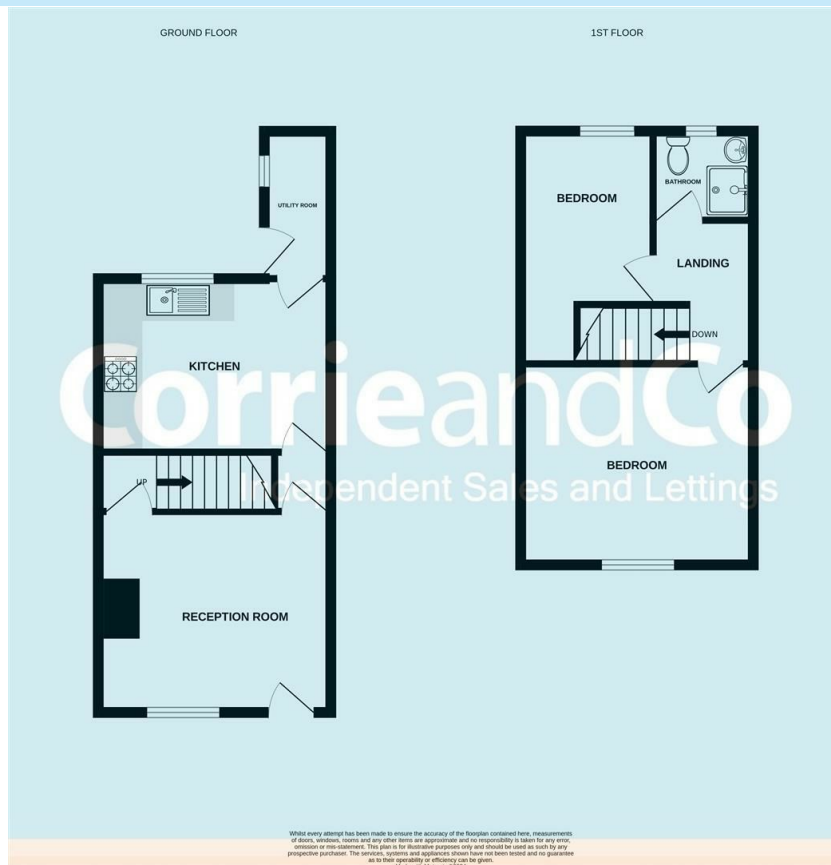 GROUND FLOOR
1ST FLOOR
UTILITY ROOM
KITCHEN
UP
RECEPTION ROOM
BEDROOM
BATHROOM
LANDING
DOWN
BEDROOM
CorrieandCo
Independent Sales and Lettings
Whilst every attempt has been made to ensure the accuracy of the floorplan contained here, measurements
of doors, windows, rooms and any other items are approximate and no responsibility is taken for any error,
omission or mis-statement. This plan is for illustrative purposes only and should be used as such by any
prospective purchaser. The services, systems and appliances shown have not been tested and no guarantee
as to their operability or efficiency can be given.